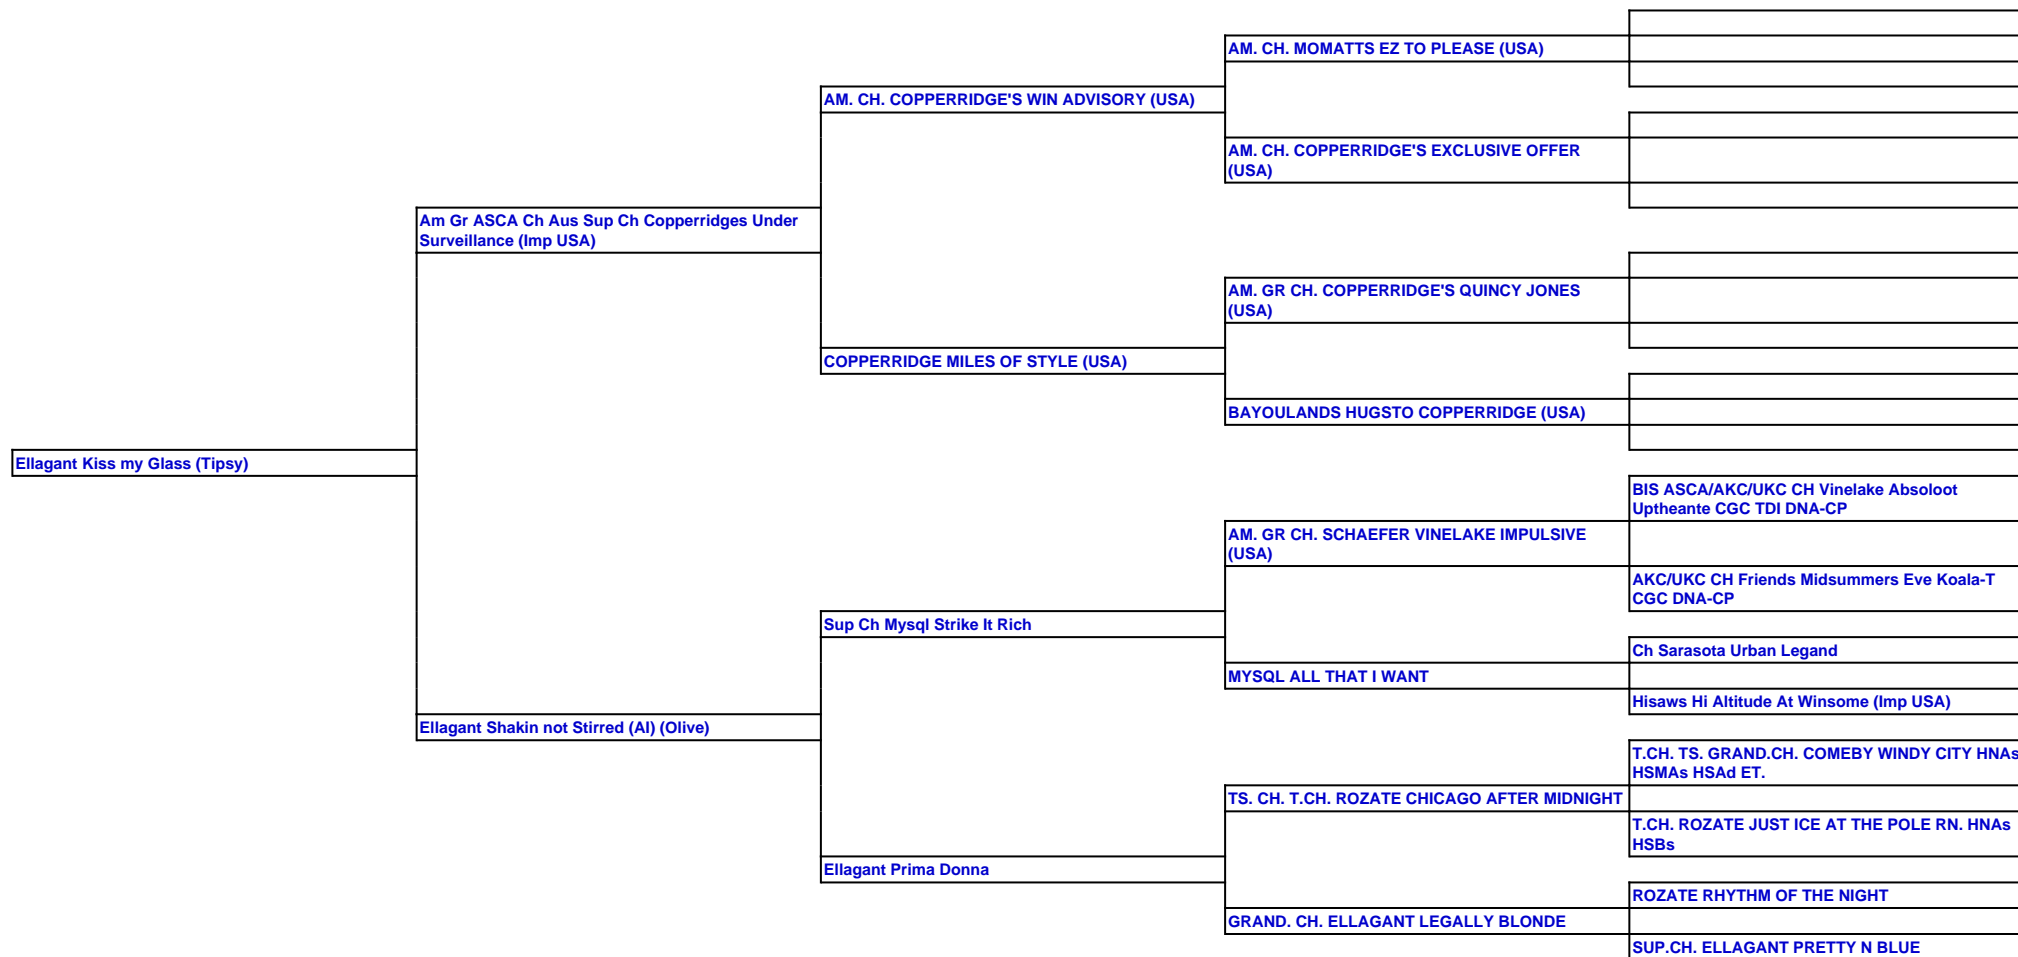 AM. CH. MOMATTS EZ TO PLEASE (USA)
AM. CH. COPPERRIDGE'S WIN ADVISORY (USA)
AM. CH. COPPERRIDGE'S EXCLUSIVE OFFER
(USA)
Am Gr ASCA Ch Aus Sup Ch Copperridges Under
Surveillance (Imp USA)
AM. GR CH. COPPERRIDGE'S QUINCY JONES
(USA)
COPPERRIDGE MILES OF STYLE (USA)
BAYOULANDS HUGSTO COPPERRIDGE (USA)
Ellagant Kiss my Glass (Tipsy)
BIS ASCA/AKC/UKC CH Vinelake Absoloot
Uptheante CGC TDI DNA-CP
AM. GR CH. SCHAEFER VINELAKE IMPULSIVE
(USA)
AKC/UKC CH Friends Midsummers Eve Koala-T
CGC DNA-CP
Sup Ch Mysql Strike It Rich
Ch Sarasota Urban Legand
MYSQL ALL THAT I WANT
Hisaws Hi Altitude At Winsome (Imp USA)
Ellagant Shakin not Stirred (AI) (Olive)
T.CH. TS. GRAND.CH. COMEBY WINDY CITY HNAs
HSMAs HSAd ET.
TS. CH. T.CH. ROZATE CHICAGO AFTER MIDNIGHT
T.CH. ROZATE JUST ICE AT THE POLE RN. HNAs
HSBs
Ellagant Prima Donna
ROZATE RHYTHM OF THE NIGHT
GRAND. CH. ELLAGANT LEGALLY BLONDE
SUP.CH. ELLAGANT PRETTY N BLUE